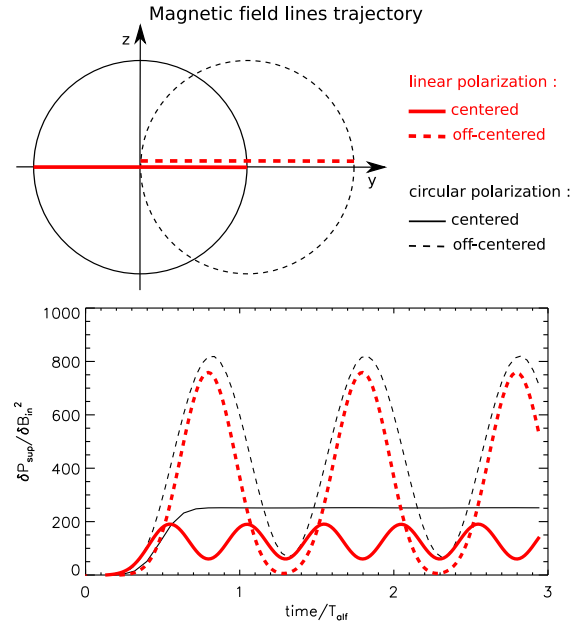 Magnetic field lines trajectory
z
y
linear polarization :
centered
off-centered
circular polarization :
centered
off-centered
δP_sup/δB_in^2
1000
800
600
400
200
0
0 1 2 3
time/T_alf